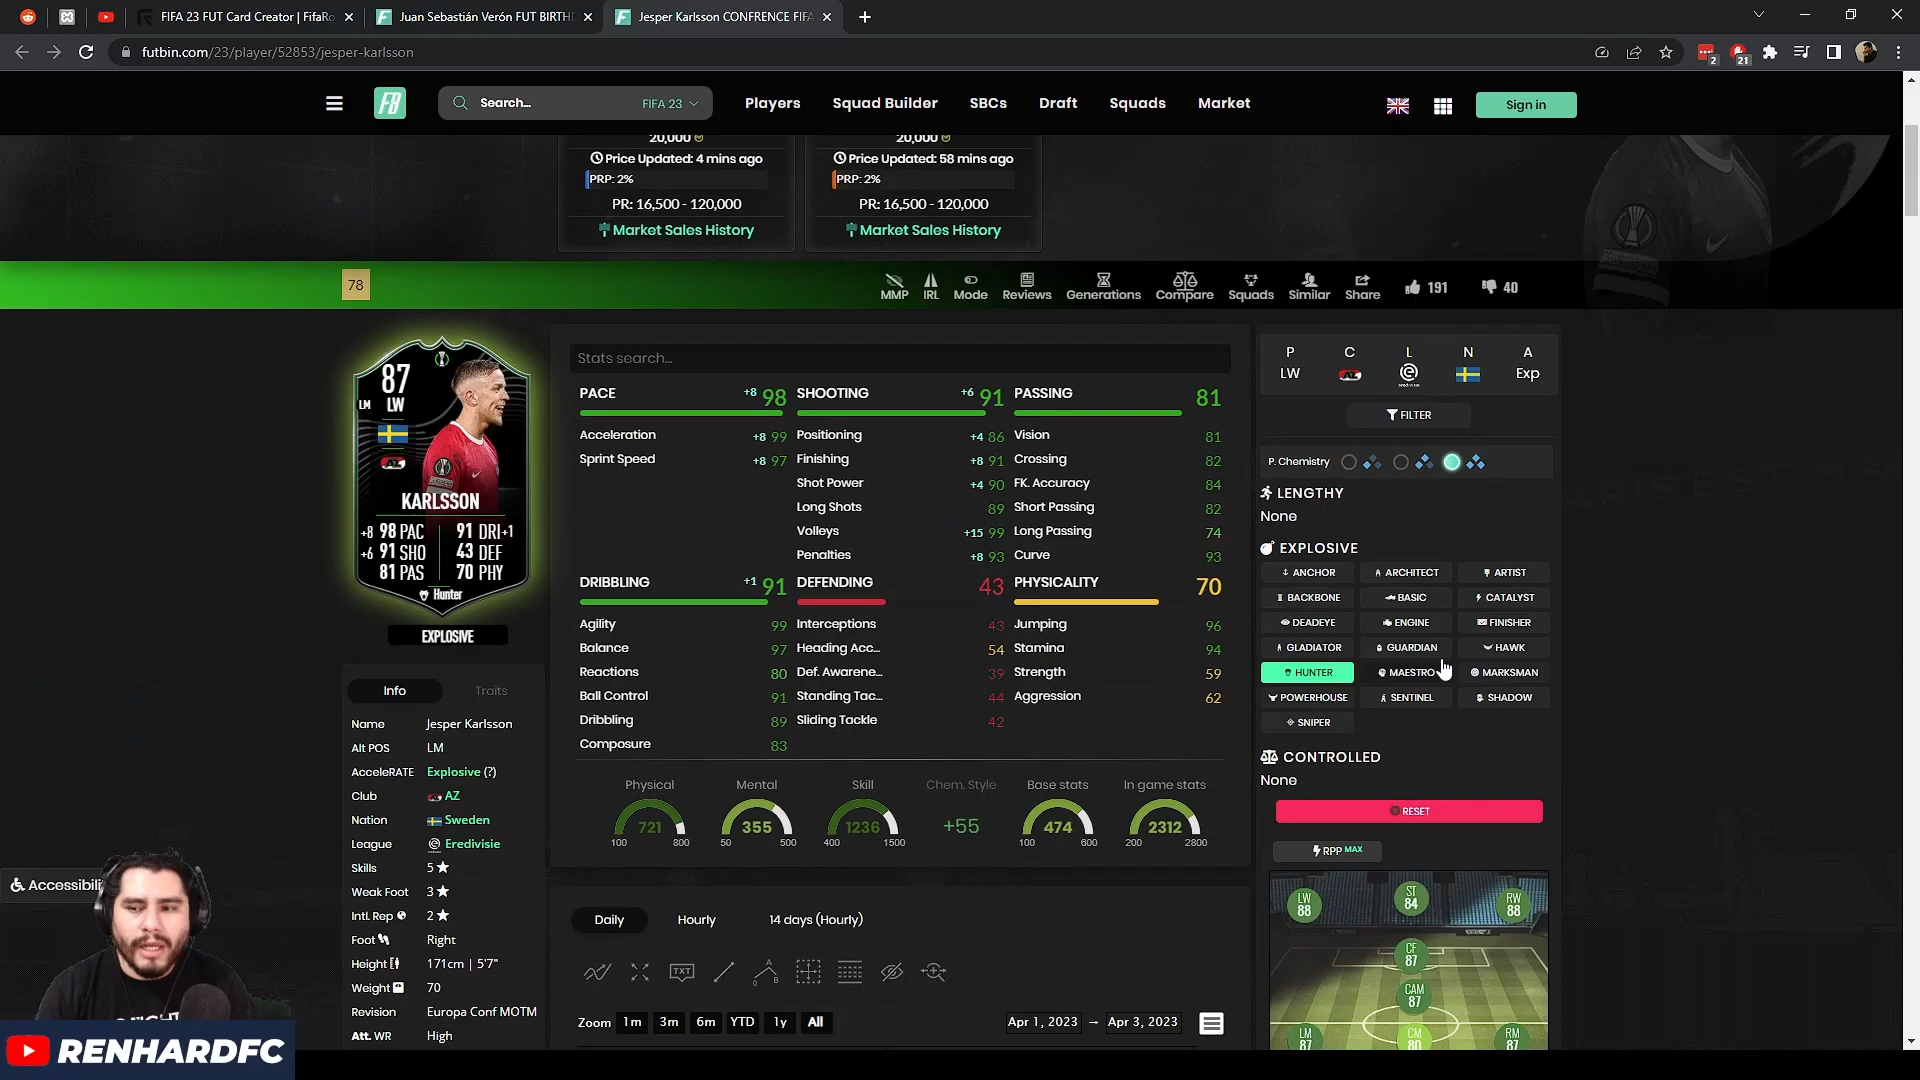 FIFA 23 FUT Card Creator | FifaRo
Juan Sebastián Verón FUT BIRTH
Jesper Karlsson CONFRENCE FIFA
futbin.com/23/player/52853/jesper-karlsson
2
21
Search...
FIFA 23
Players
Squad Builder
SBCs
Draft
Squads
Market
Sign in
20,000
20,000
Price Updated: 4 mins ago
Price Updated: 58 mins ago
PRP: 2%
PRP: 2%
PR: 16,500 - 120,000
PR: 16,500 - 120,000
Market Sales History
Market Sales History
78
MMP
IRL
Mode
Reviews
Generations
Compare
Squads
Similar
Share
191
40
87
LM
LW
KARLSSON
+8 98 PAC
91 DRI+1
+6 91 SHO
43 DEF
81 PAS
70 PHY
Hunter
EXPLOSIVE
Info
Traits
Name Jesper Karlsson
Alt POS LM
AcceleRATE Explosive (?)
Club AZ
Nation Sweden
League Eredivisie
Skills 5
Weak Foot 3
Intl. Rep 2
Foot Right
Height 171cm | 5'7"
Weight 70
Revision Europa Conf MOTM
Att. WR High
Stats search...
PACE +8 98
Acceleration +8 99
Sprint Speed +8 97
SHOOTING +6 91
Positioning +4 86
Finishing +8 91
Shot Power +4 90
Long Shots 89
Volleys +15 99
Penalties +8 93
PASSING 81
Vision 81
Crossing 82
FK. Accuracy 84
Short Passing 82
Long Passing 74
Curve 93
DRIBBLING +1 91
Agility 99
Balance 97
Reactions 80
Ball Control 91
Dribbling 89
Composure 83
DEFENDING 43
Interceptions 43
Heading Acc... 54
Def. Awarene... 39
Standing Tac... 44
Sliding Tackle 42
PHYSICALITY 70
Jumping 96
Stamina 94
Strength 59
Aggression 62
Physical
721
100 800
Mental
355
50 500
Skill
1236
400 1500
Chem. Style
+55
Base stats
474
100 600
In game stats
2312
200 2800
Daily
Hourly
14 days (Hourly)
TXT
Zoom 1m 3m 6m YTD 1y All
Apr 1, 2023 → Apr 3, 2023
P C L N A
LW
Exp
FILTER
P. Chemistry
LENGTHY
None
EXPLOSIVE
ANCHOR ARCHITECT ARTIST
BACKBONE BASIC CATALYST
DEADEYE ENGINE FINISHER
GLADIATOR GUARDIAN HAWK
HUNTER MAESTRO MARKSMAN
POWERHOUSE SENTINEL SHADOW
SNIPER
CONTROLLED
None
RESET
RPP MAX
LW
88
ST
84
RW
88
CF
87
CAM
87
LM
87
CM
80
RM
87
Accessibili
RENHARDFC